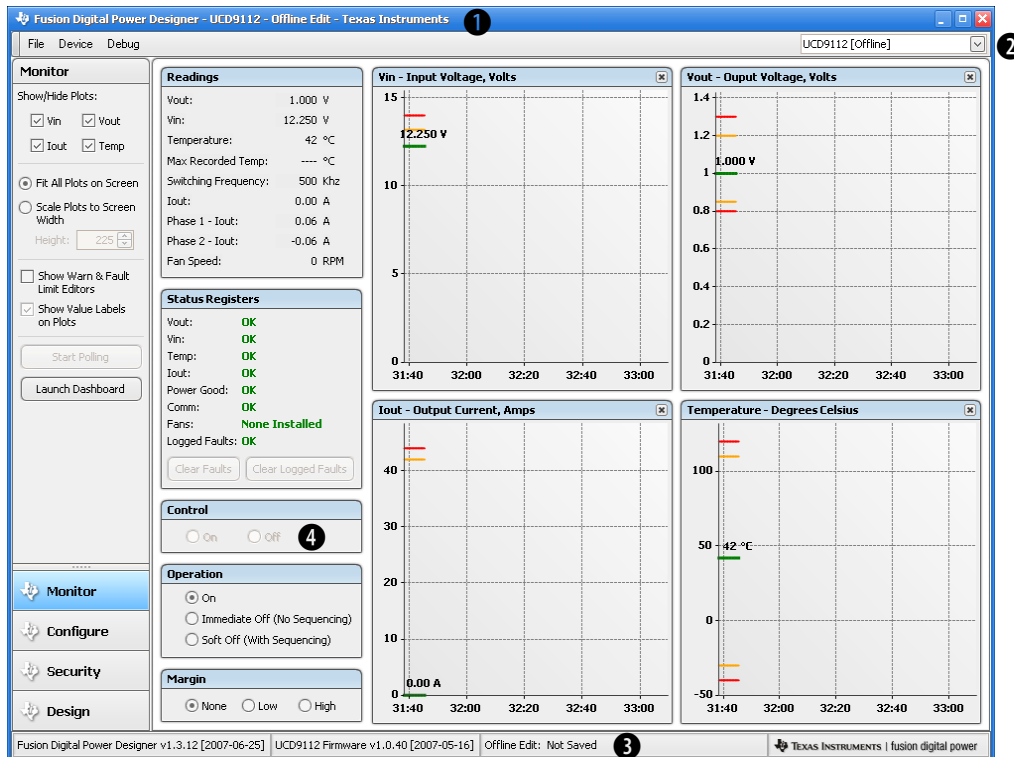 Fusion Digital Power Designer - UCD9112 - Offline Edit - Texas Instruments
1
File Device Debug
UCD9112 [Offline]
2
Monitor
Show/Hide Plots:
Vin Vout
Iout Temp
Fit All Plots on Screen
Scale Plots to Screen
Width
Height: 225
Show Warn & Fault
Limit Editors
Show Value Labels
on Plots
Start Polling
Launch Dashboard
Monitor
Configure
Security
Design
Readings
Vout: 1.000 V
Vin: 12.250 V
Temperature: 42 °C
Max Recorded Temp: ---- °C
Switching Frequency: 500 Khz
Iout: 0.00 A
Phase 1 - Iout: 0.06 A
Phase 2 - Iout: -0.06 A
Fan Speed: 0 RPM
Status Registers
Vout: OK
Vin: OK
Temp: OK
Iout: OK
Power Good: OK
Comm: OK
Fans: None Installed
Logged Faults: OK
Clear Faults Clear Logged Faults
Control
On Off 4
Operation
On
Immediate Off (No Sequencing)
Soft Off (With Sequencing)
Margin
None Low High
Vin - Input Voltage, Volts
15
12.250 V
10
5
0
31:40 32:00 32:20 32:40 33:00
Vout - Ouput Voltage, Volts
1.4
1.2
1.000 V
1
0.8
0.6
0.4
0.2
0
31:40 32:00 32:20 32:40 33:00
Iout - Output Current, Amps
40
30
20
10
0.00 A
0
31:40 32:00 32:20 32:40 33:00
Temperature - Degrees Celsius
100
50
42 °C
0
-50
31:40 32:00 32:20 32:40 33:00
Fusion Digital Power Designer v1.3.12 [2007-06-25] UCD9112 Firmware v1.0.40 [2007-05-16] Offline Edit: Not Saved 3 TEXAS INSTRUMENTS | fusion digital power